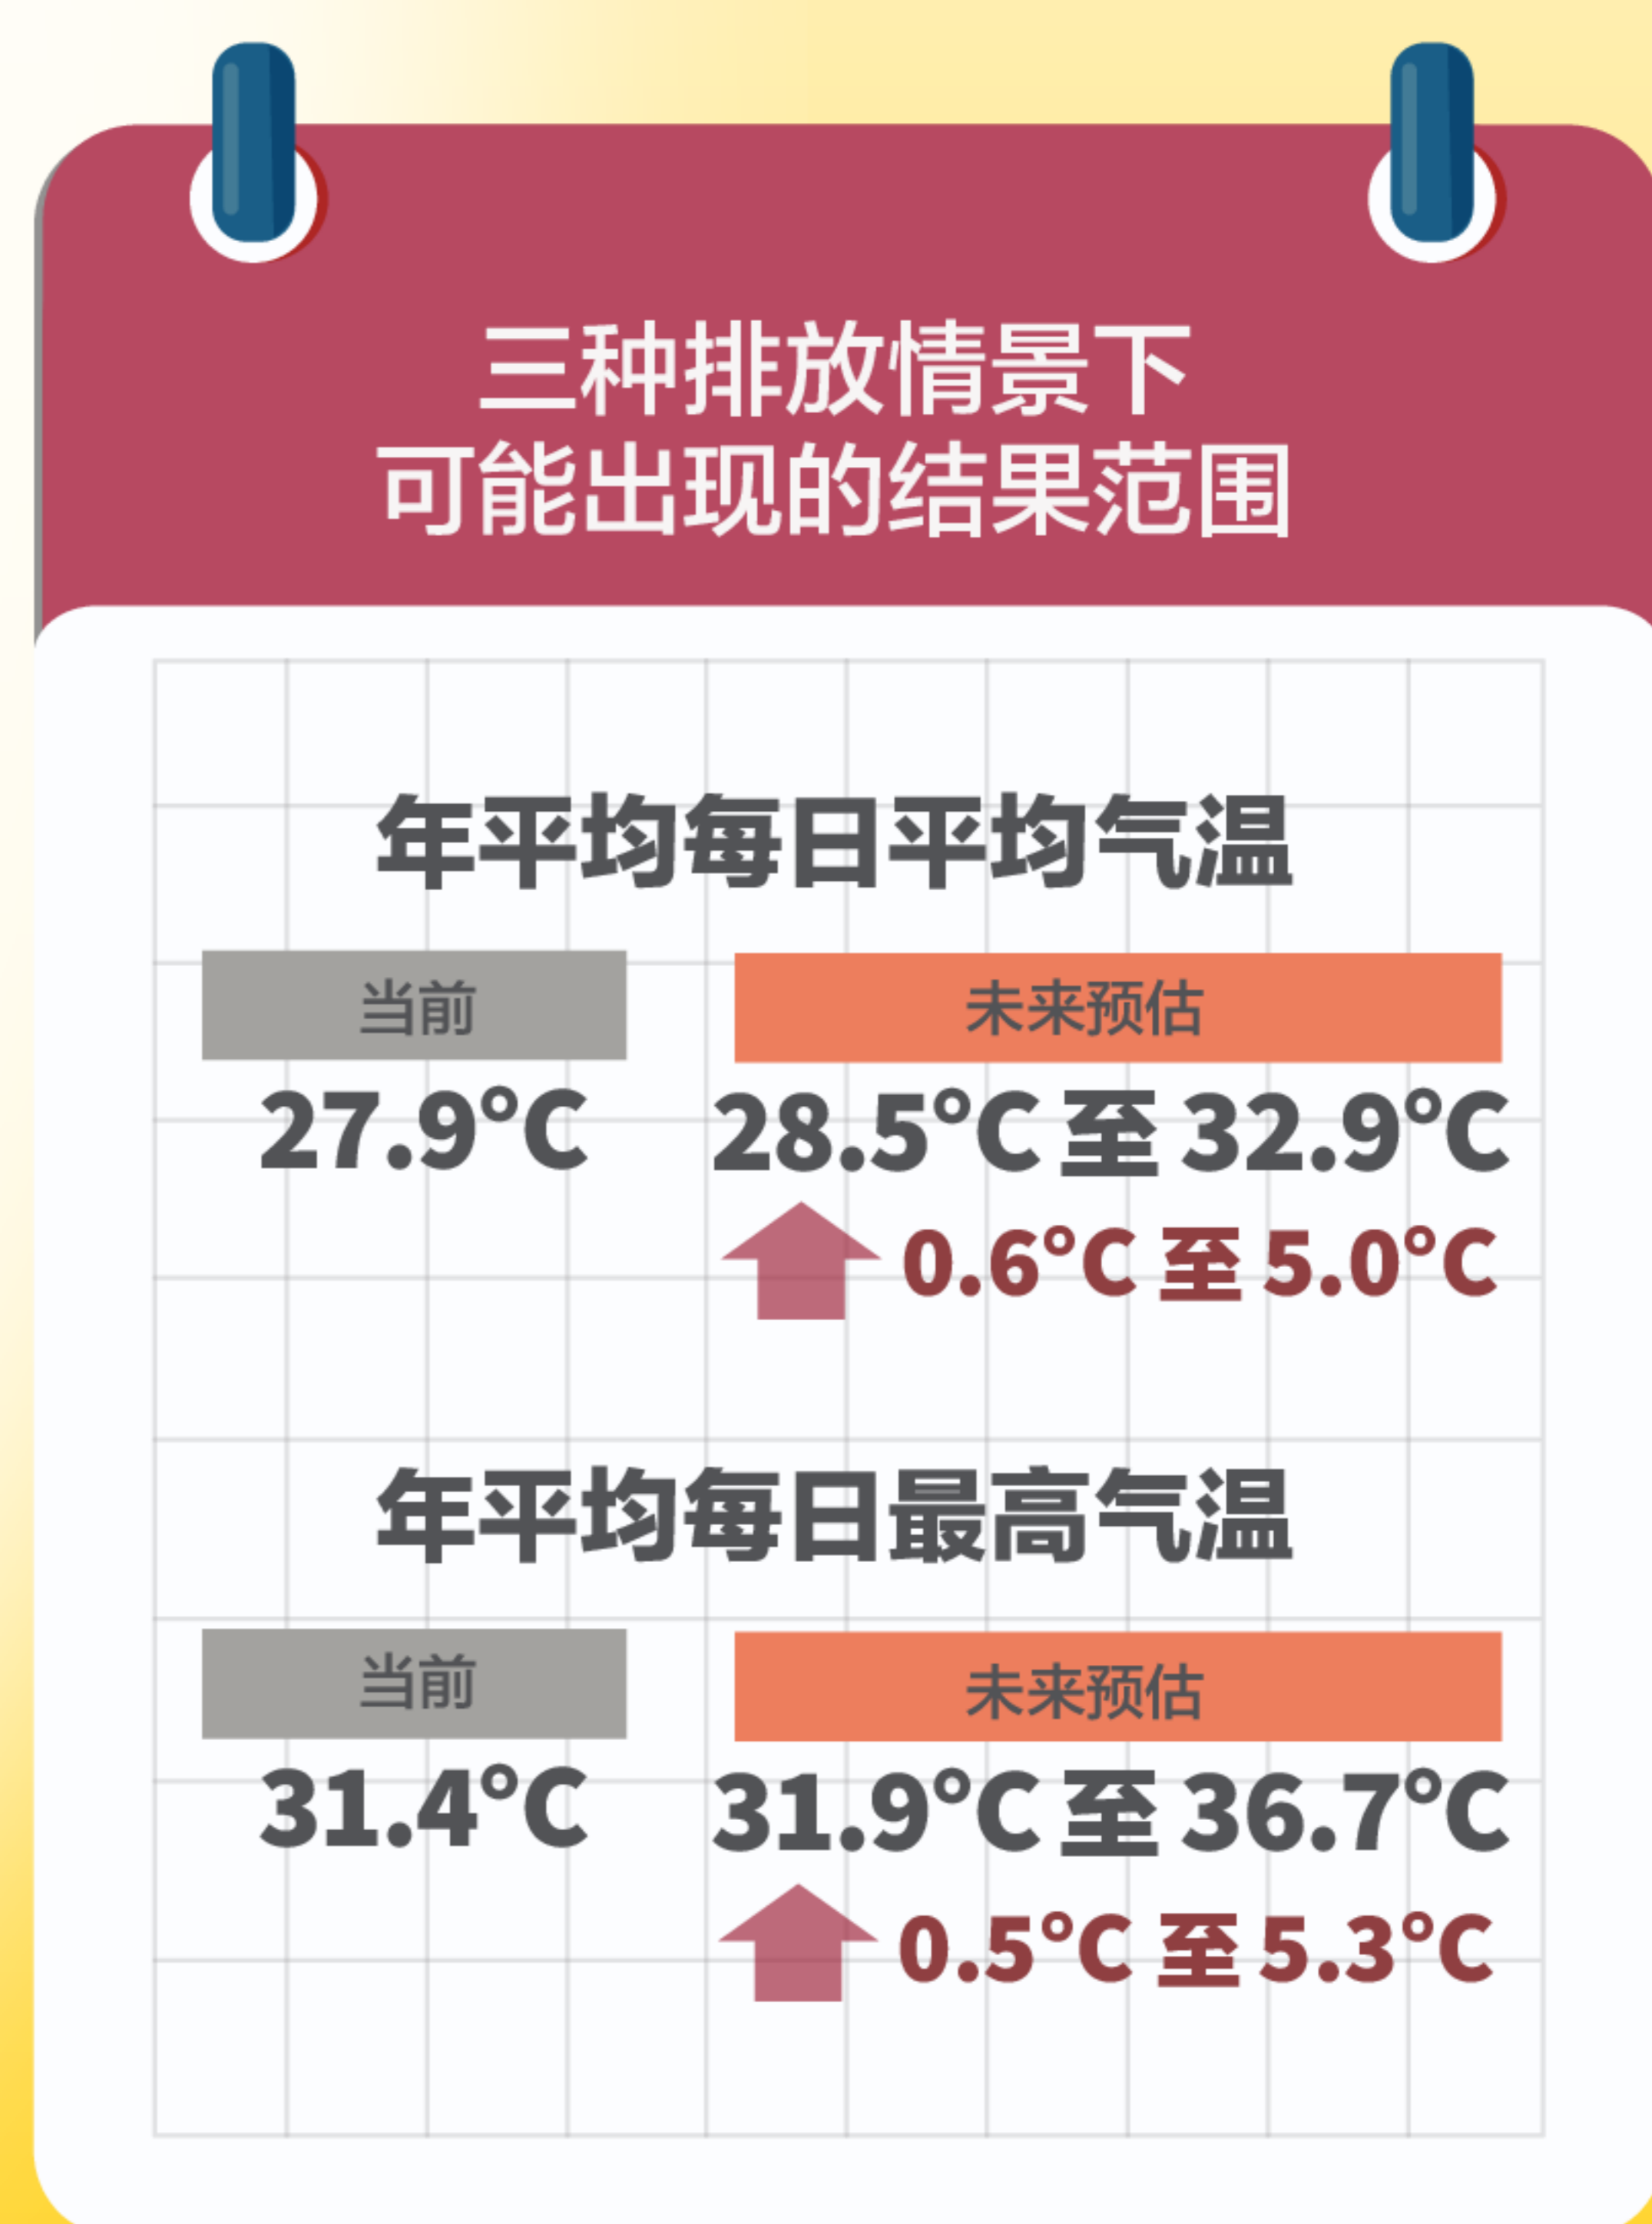 三种排放情景下
可能出现的结果范围
年平均每日平均气温
当前 未来预估
27.9°C 28.5°C 至 32.9°C
0.6°C 至 5.0°C
年平均每日最高气温
当前 未来预估
31.4°C 31.9°C 至 36.7°C
0.5°C 至 5.3°C